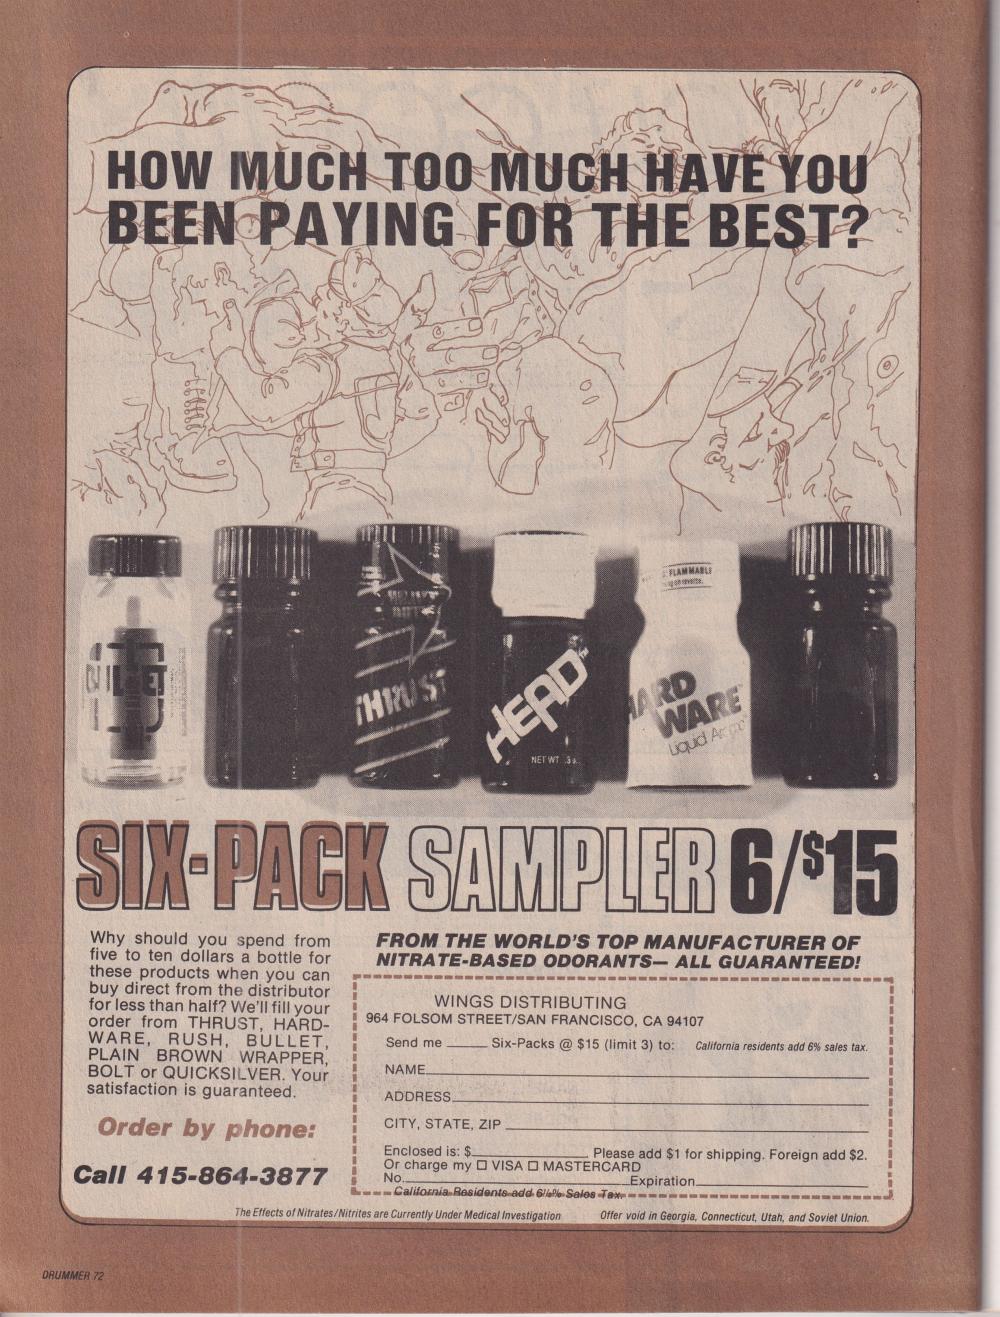 HOW MUCH TOO MUCH HAVE YOU
BEEN PAYING FOR THE BEST?
BULLET
THRUST
HEAD
NET WT .3
FLAMMABLE
HARD
WARE
Liquid
SIX-PACK SAMPLER 6/$15
Why should you spend from
five to ten dollars a bottle for
these products when you can
buy direct from the distributor
for less than half? We'll fill your
order from THRUST, HARD-
WARE, RUSH, BULLET,
PLAIN BROWN WRAPPER,
BOLT or QUICKSILVER. Your
satisfaction is guaranteed.
Order by phone:
Call 415-864-3877
FROM THE WORLD'S TOP MANUFACTURER OF
NITRATE-BASED ODORANTS— ALL GUARANTEED!
WINGS DISTRIBUTING
964 FOLSOM STREET/SAN FRANCISCO, CA 94107
Send me ______ Six-Packs @ $15 (limit 3) to: California residents add 6% sales tax.
NAME
ADDRESS
CITY, STATE, ZIP
Enclosed is: $ Please add $1 for shipping. Foreign add $2.
Or charge my ☐ VISA ☐ MASTERCARD
No. Expiration
California Residents add 6½% Sales Tax.
The Effects of Nitrates/Nitrites are Currently Under Medical Investigation Offer void in Georgia, Connecticut, Utah, and Soviet Union.
DRUMMER 72